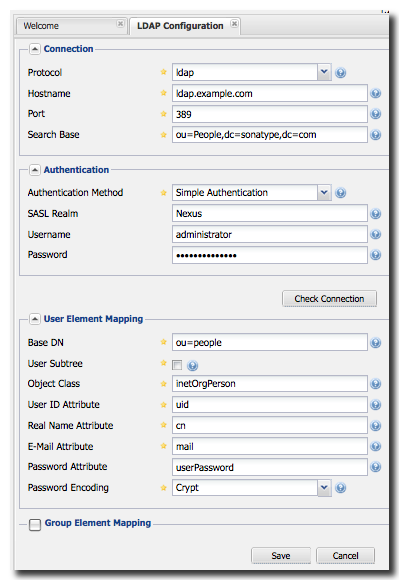 Welcome LDAP Configuration
Connection
Protocol ldap
Hostname ldap.example.com
Port 389
Search Base ou=People,dc=sonatype,dc=com
Authentication
Authentication Method Simple Authentication
SASL Realm Nexus
Username administrator
Password ••••••••••••••
Check Connection
User Element Mapping
Base DN ou=people
User Subtree
Object Class inetOrgPerson
User ID Attribute uid
Real Name Attribute cn
E-Mail Attribute mail
Password Attribute userPassword
Password Encoding Crypt
Group Element Mapping
Save Cancel